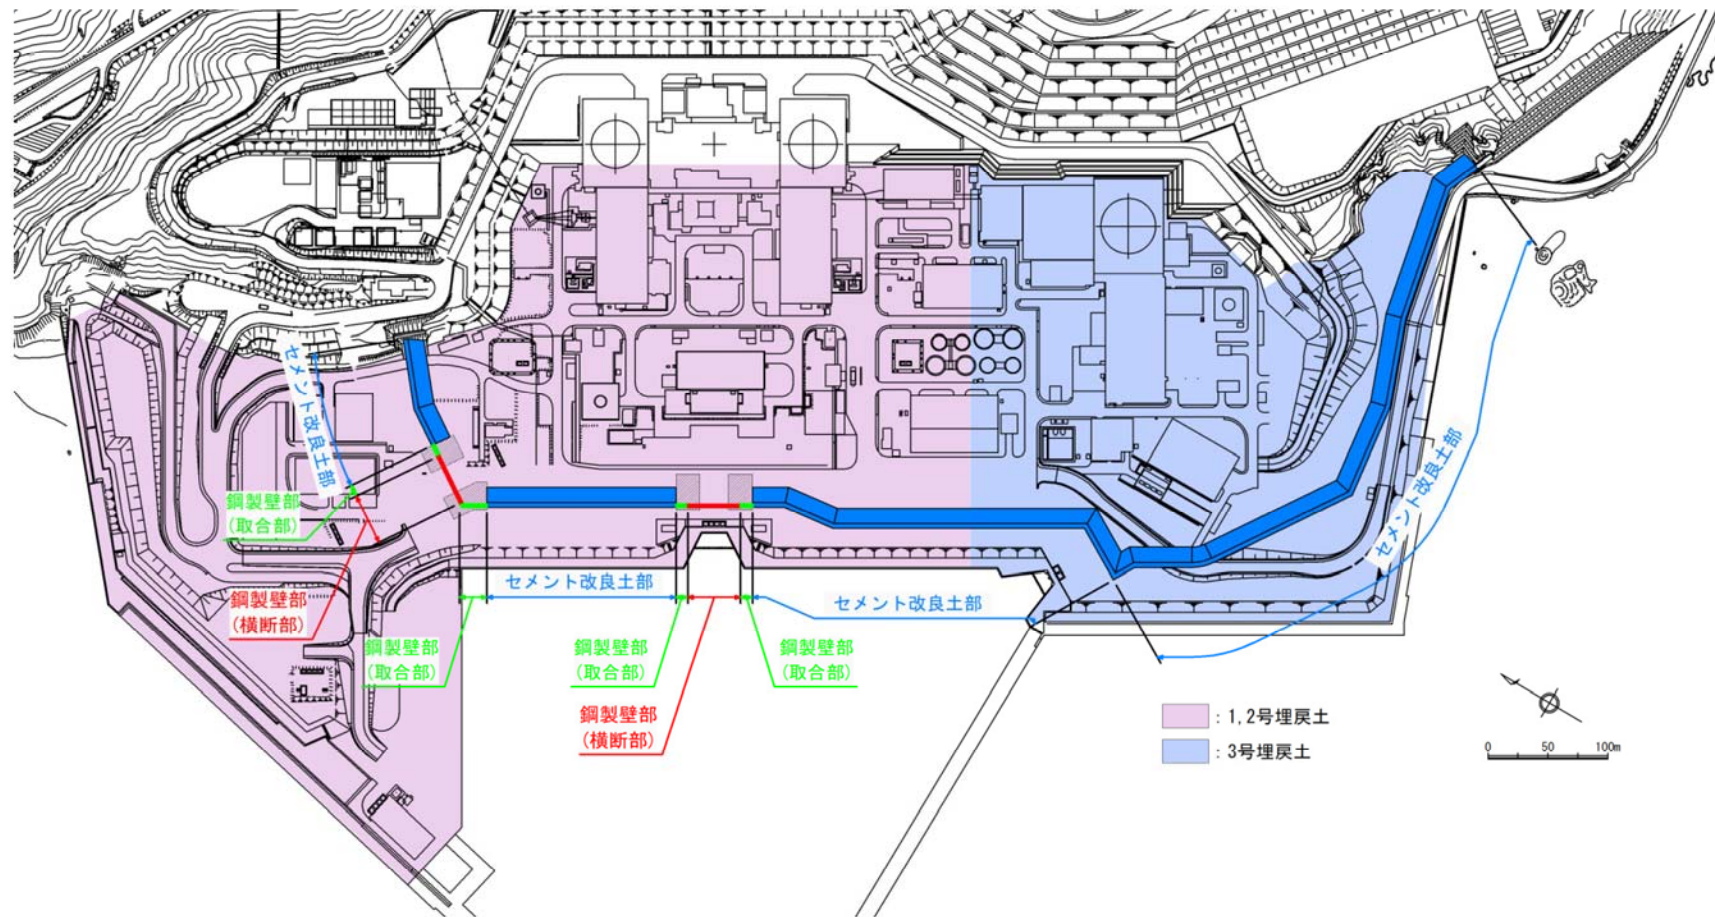 セメント改良土部
鋼製壁部
(取合部)
鋼製壁部
(横断部)
鋼製壁部
(取合部)
セメント改良土部
鋼製壁部
(取合部)
鋼製壁部
(横断部)
鋼製壁部
(取合部)
セメント改良土部
セメント改良土部
：1,2号埋戻土
：3号埋戻土
0 50 100m